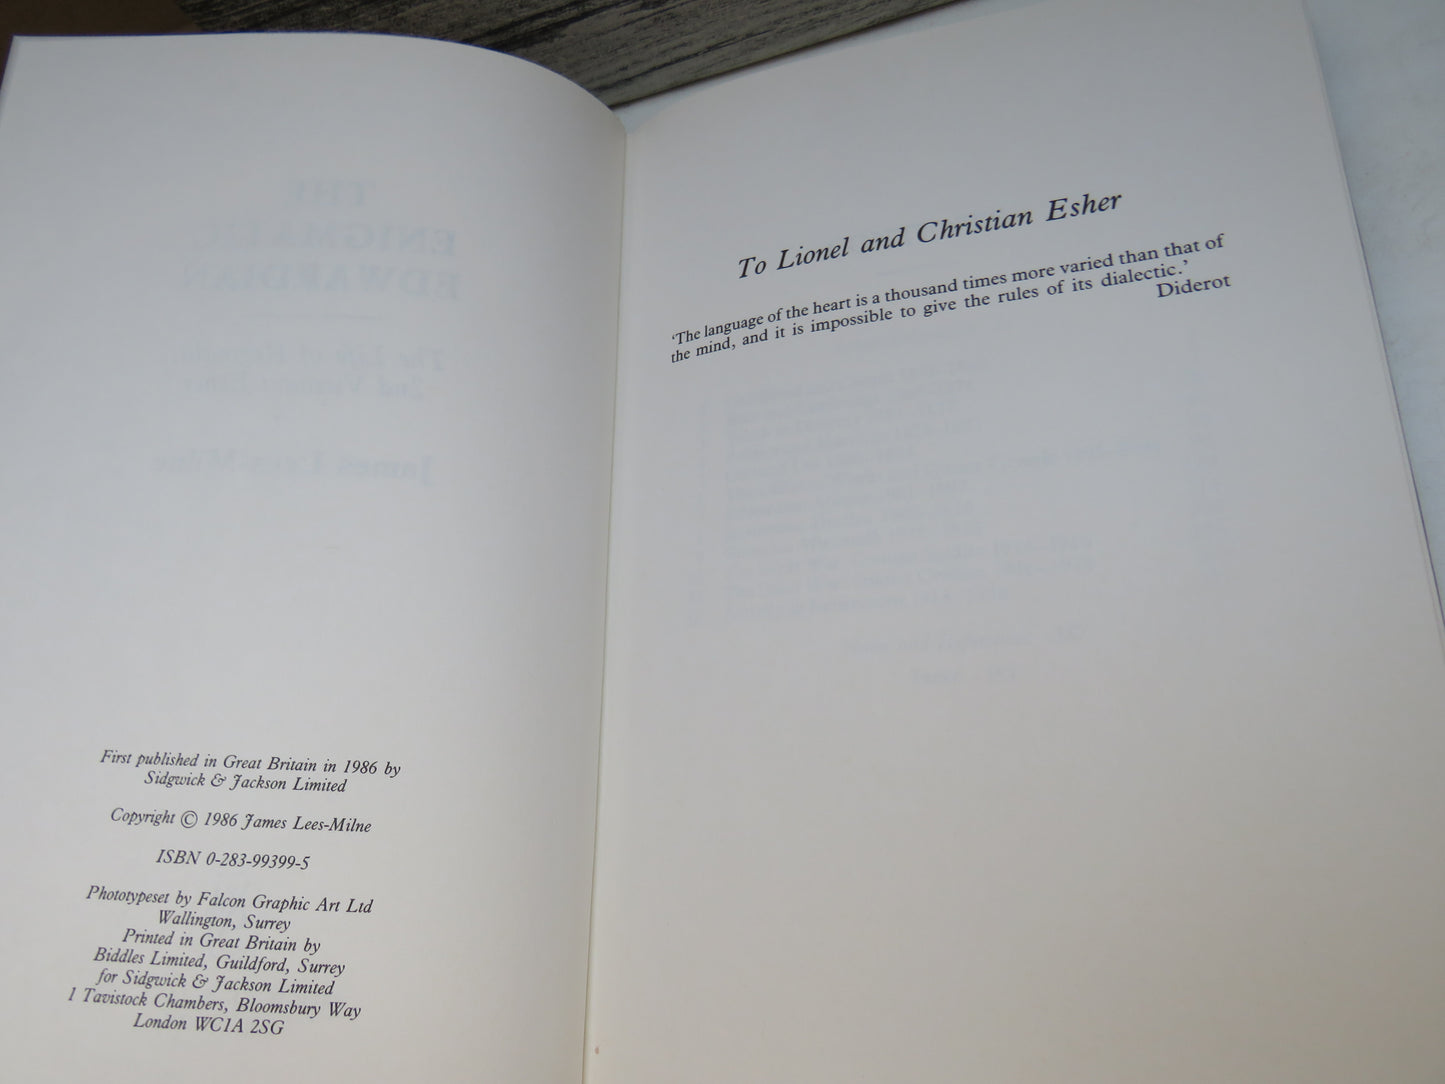 First published in Great Britain in 1986 by
Sidgwick & Jackson Limited
Copyright © 1986 James Lees-Milne
ISBN 0-283-99399-5
Phototypeset by Falcon Graphic Art Ltd
Wallington, Surrey
Printed in Great Britain by
Biddles Limited, Guildford, Surrey
for Sidgwick & Jackson Limited
1 Tavistock Chambers, Bloomsbury Way
London WC1A 2SG
To Lionel and Christian Esher
‘The language of the heart is a thousand times more varied than that of
the mind, and it is impossible to give the rules of its dialectic.’
Diderot